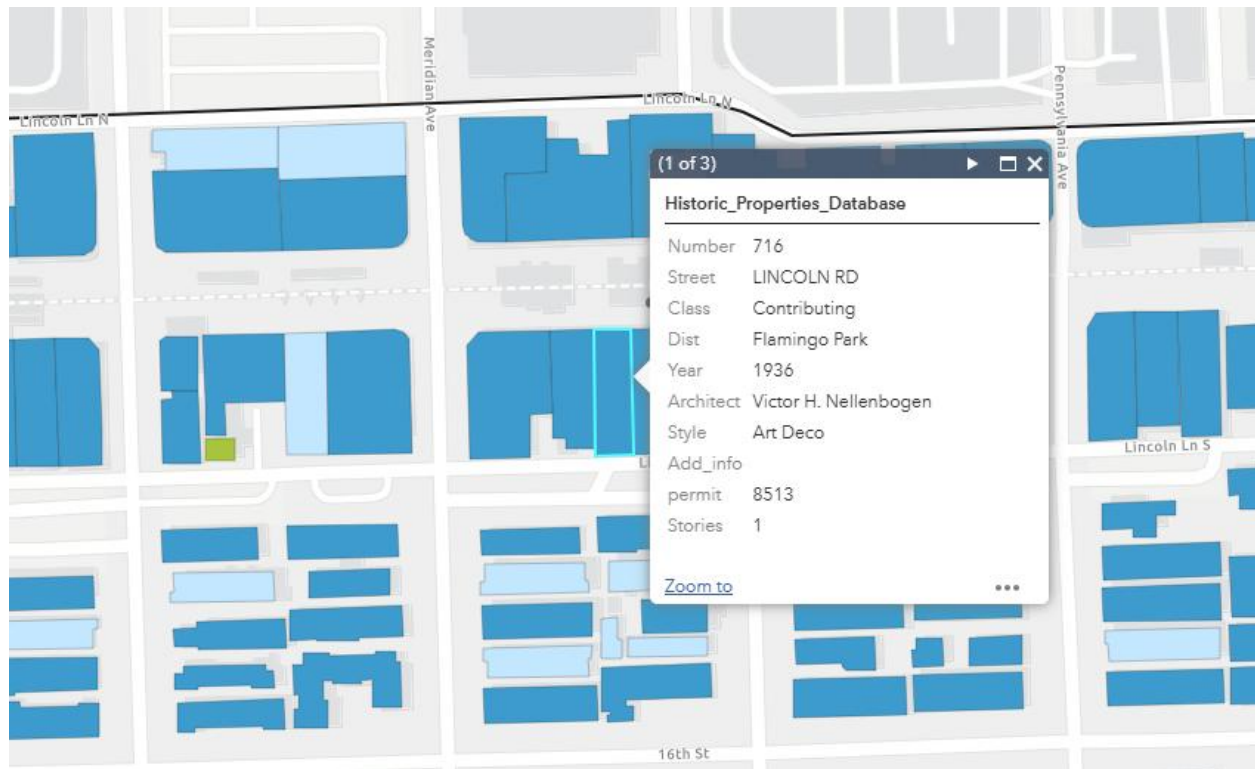 Meridian Ave
Pennsylvania Ave
Lincoln Ln N
Lincoln Ln N
(1 of 3)
Historic_Properties_Database
Number 716
Street LINCOLN RD
Class Contributing
Dist Flamingo Park
Year 1936
Architect Victor H. Nellenbogen
Style Art Deco
Add_info
permit 8513
Stories 1
Zoom to
Lincoln Ln S
16th St